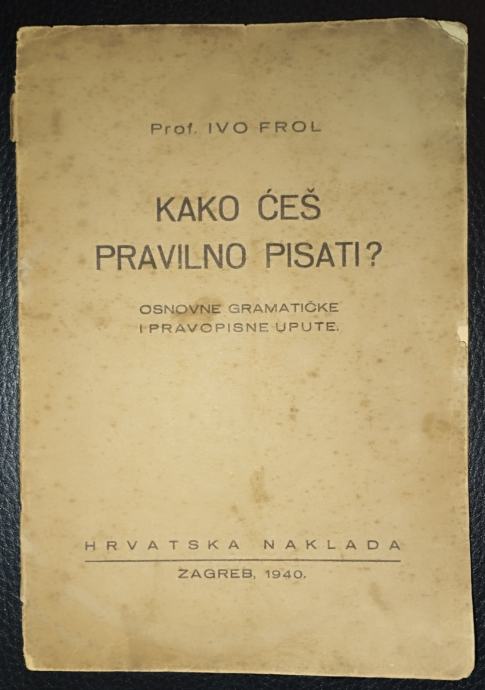 Prof. IVO FROL
KAKO ĆEŠ
PRAVILNO PISATI?
OSNOVNE GRAMATIČKE
I PRAVOPISNE UPUTE.
HRVATSKA NAKLADA
ZAGREB, 1940.